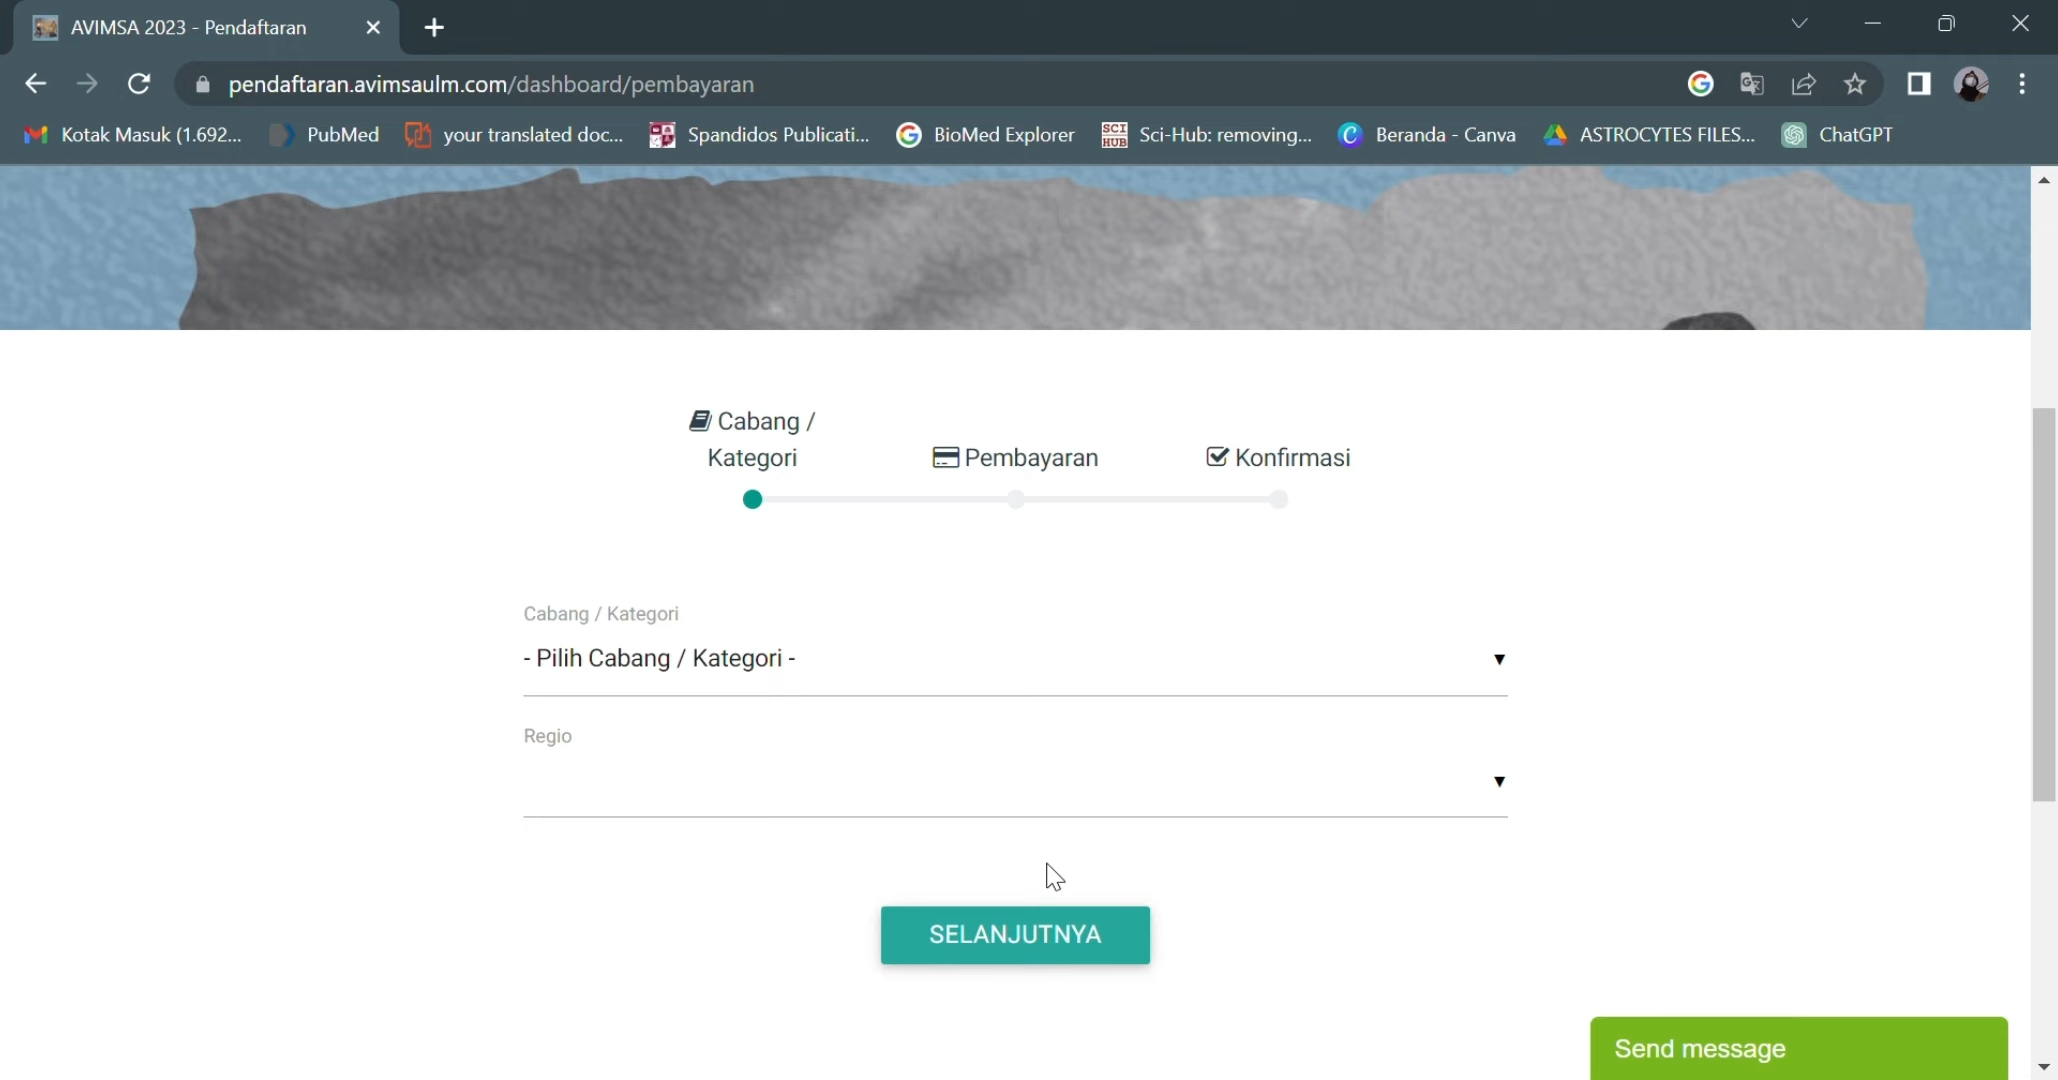 AVIMSA 2023 - Pendaftaran
pendaftaran.avimsaulm.com/dashboard/pembayaran
Kotak Masuk (1.692... PubMed your translated doc... Spandidos Publicati... BioMed Explorer SCI HUB Sci-Hub: removing... Beranda - Canva ASTROCYTES FILES... ChatGPT
Cabang /
Kategori Pembayaran Konfirmasi
Cabang / Kategori
- Pilih Cabang / Kategori -
Regio
SELANJUTNYA
Send message